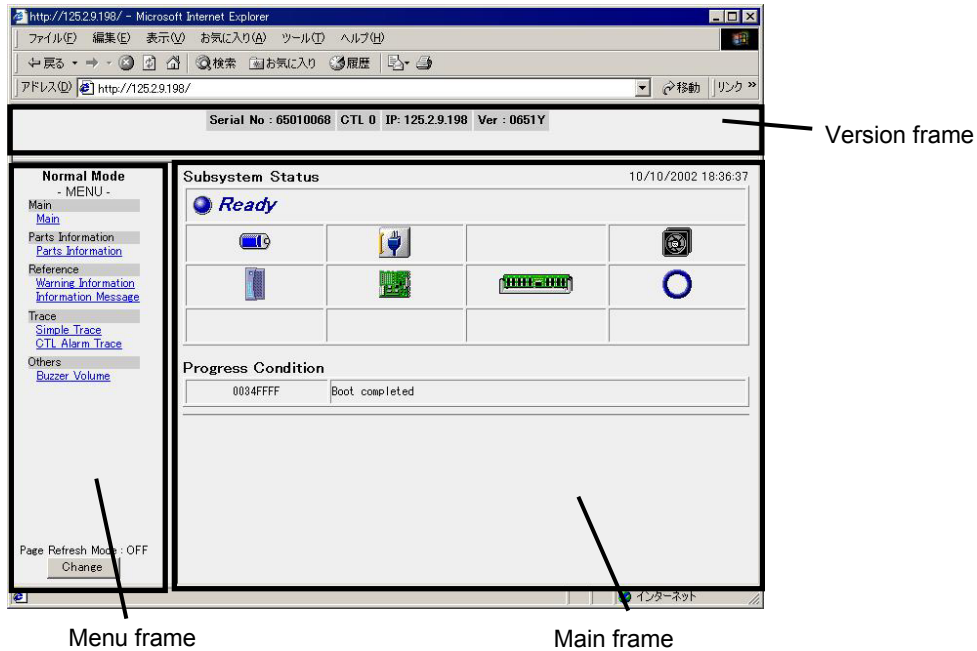 http://125.2.9.198/ - Microsoft Internet Explorer
ファイル(F) 編集(E) 表示(V) お気に入り(A) ツール(T) ヘルプ(H)
戻る 検索 お気に入り 履歴
アドレス(D) http://125.2.9.198/ 移動 リンク »
Serial No : 65010068 CTL 0 IP: 125.2.9.198 Ver : 0651Y
Version frame
Normal Mode
- MENU -
Main
Main
Parts Information
Parts Information
Reference
Warning Information
Information Message
Trace
Simple Trace
CTL Alarm Trace
Others
Buzzer Volume
Page Refresh Mode : OFF
Change
Subsystem Status 10/10/2002 18:36:37
Ready
Progress Condition
0034FFFF Boot completed
インターネット
Menu frame
Main frame